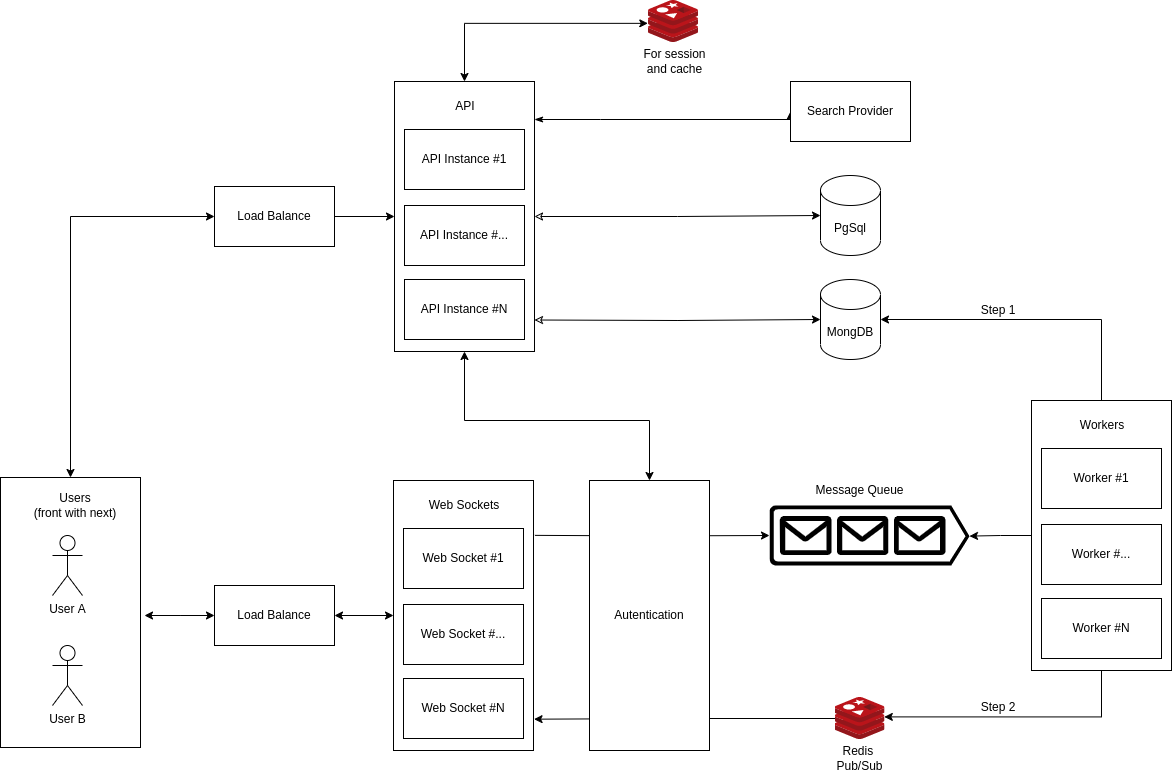 For session
and cache
API
Search Provider
API Instance #1
Load Balance
API Instance #...
PgSql
API Instance #N
MongDB
Step 1
Workers
Worker #1
Worker #...
Worker #N
Users
(front with next)
User A
User B
Load Balance
Web Sockets
Web Socket #1
Web Socket #...
Web Socket #N
Autentication
Message Queue
Step 2
Redis
Pub/Sub